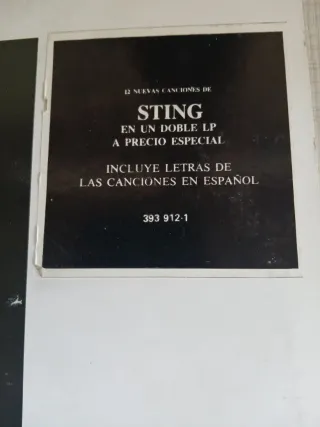 12 NUEVAS CANCIONES DE
STING
EN UN DOBLE LP
A PRECIO ESPECIAL
INCLUYE LETRAS DE
LAS CANCIONES EN ESPAÑOL
393 912-1